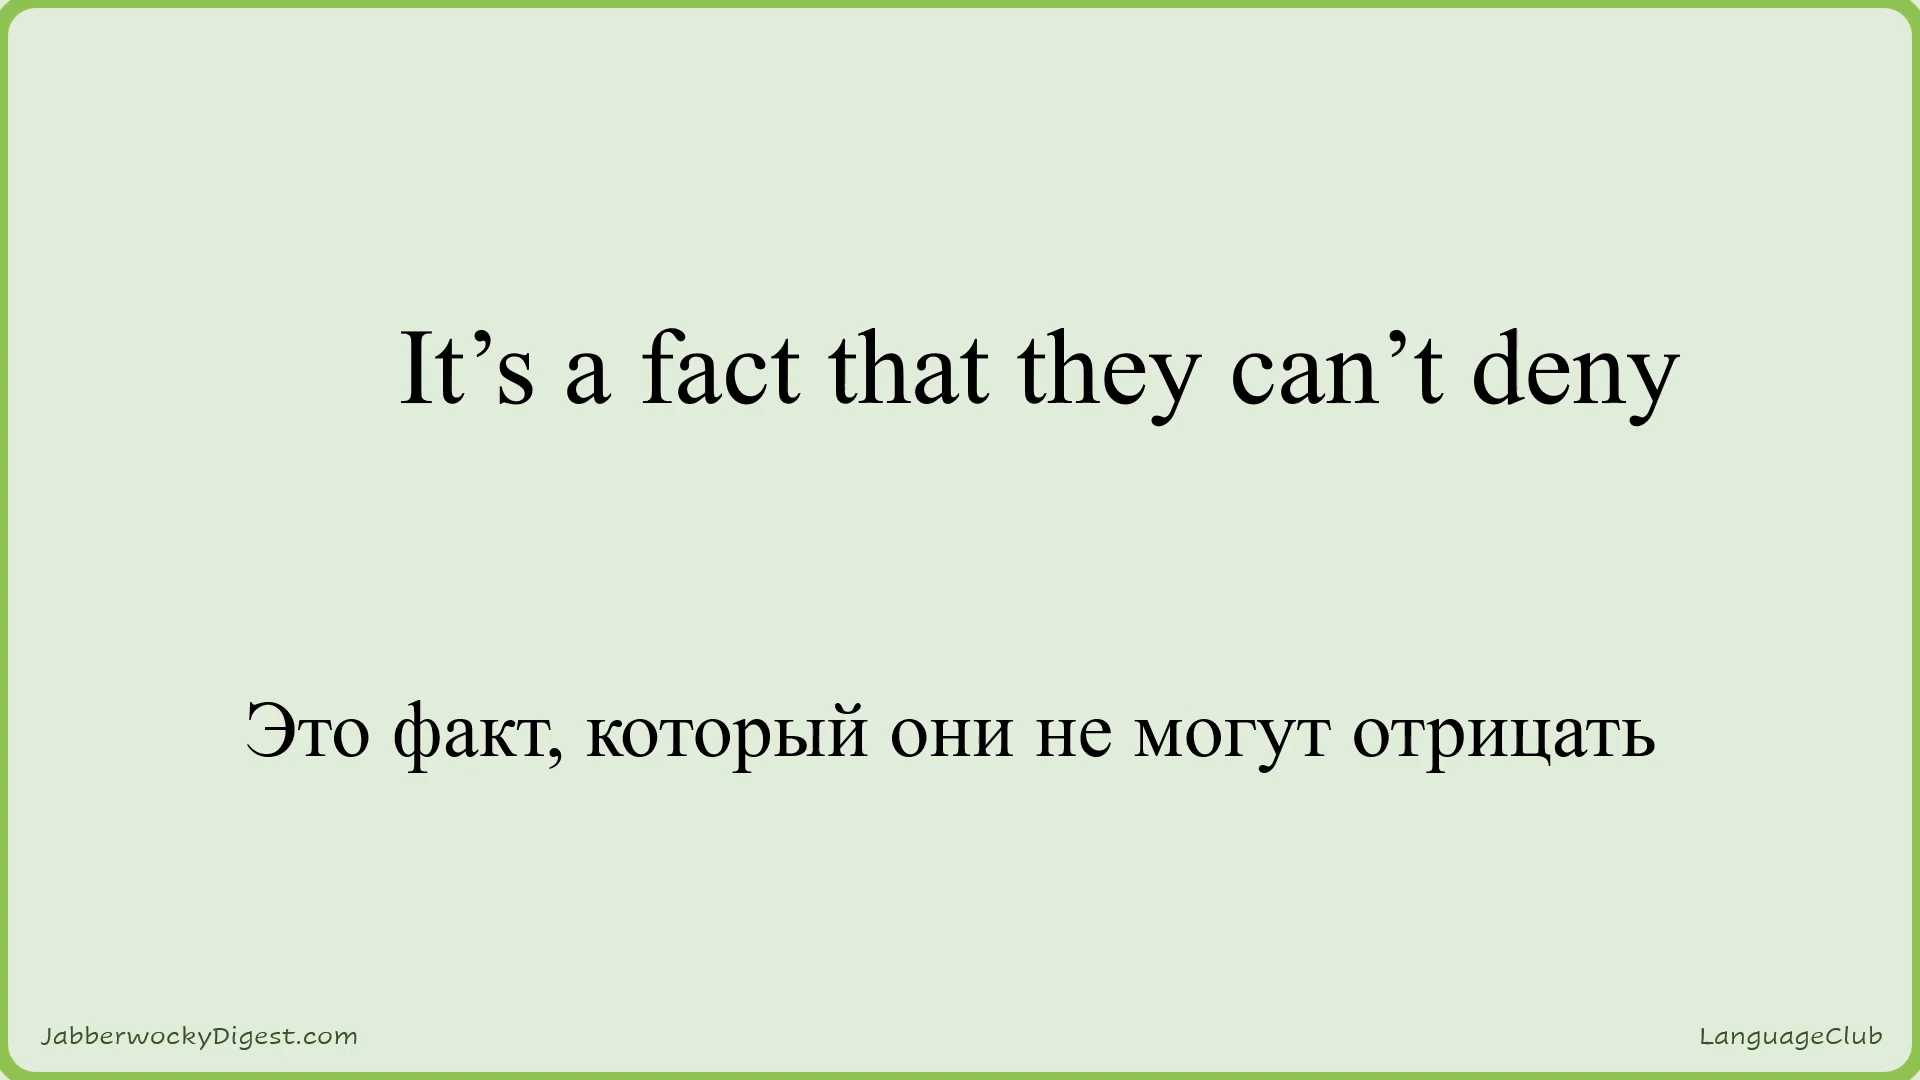 It’s a fact that they can’t deny
Это факт, который они не могут отрицать
JabberwockyDigest.com
LanguageClub